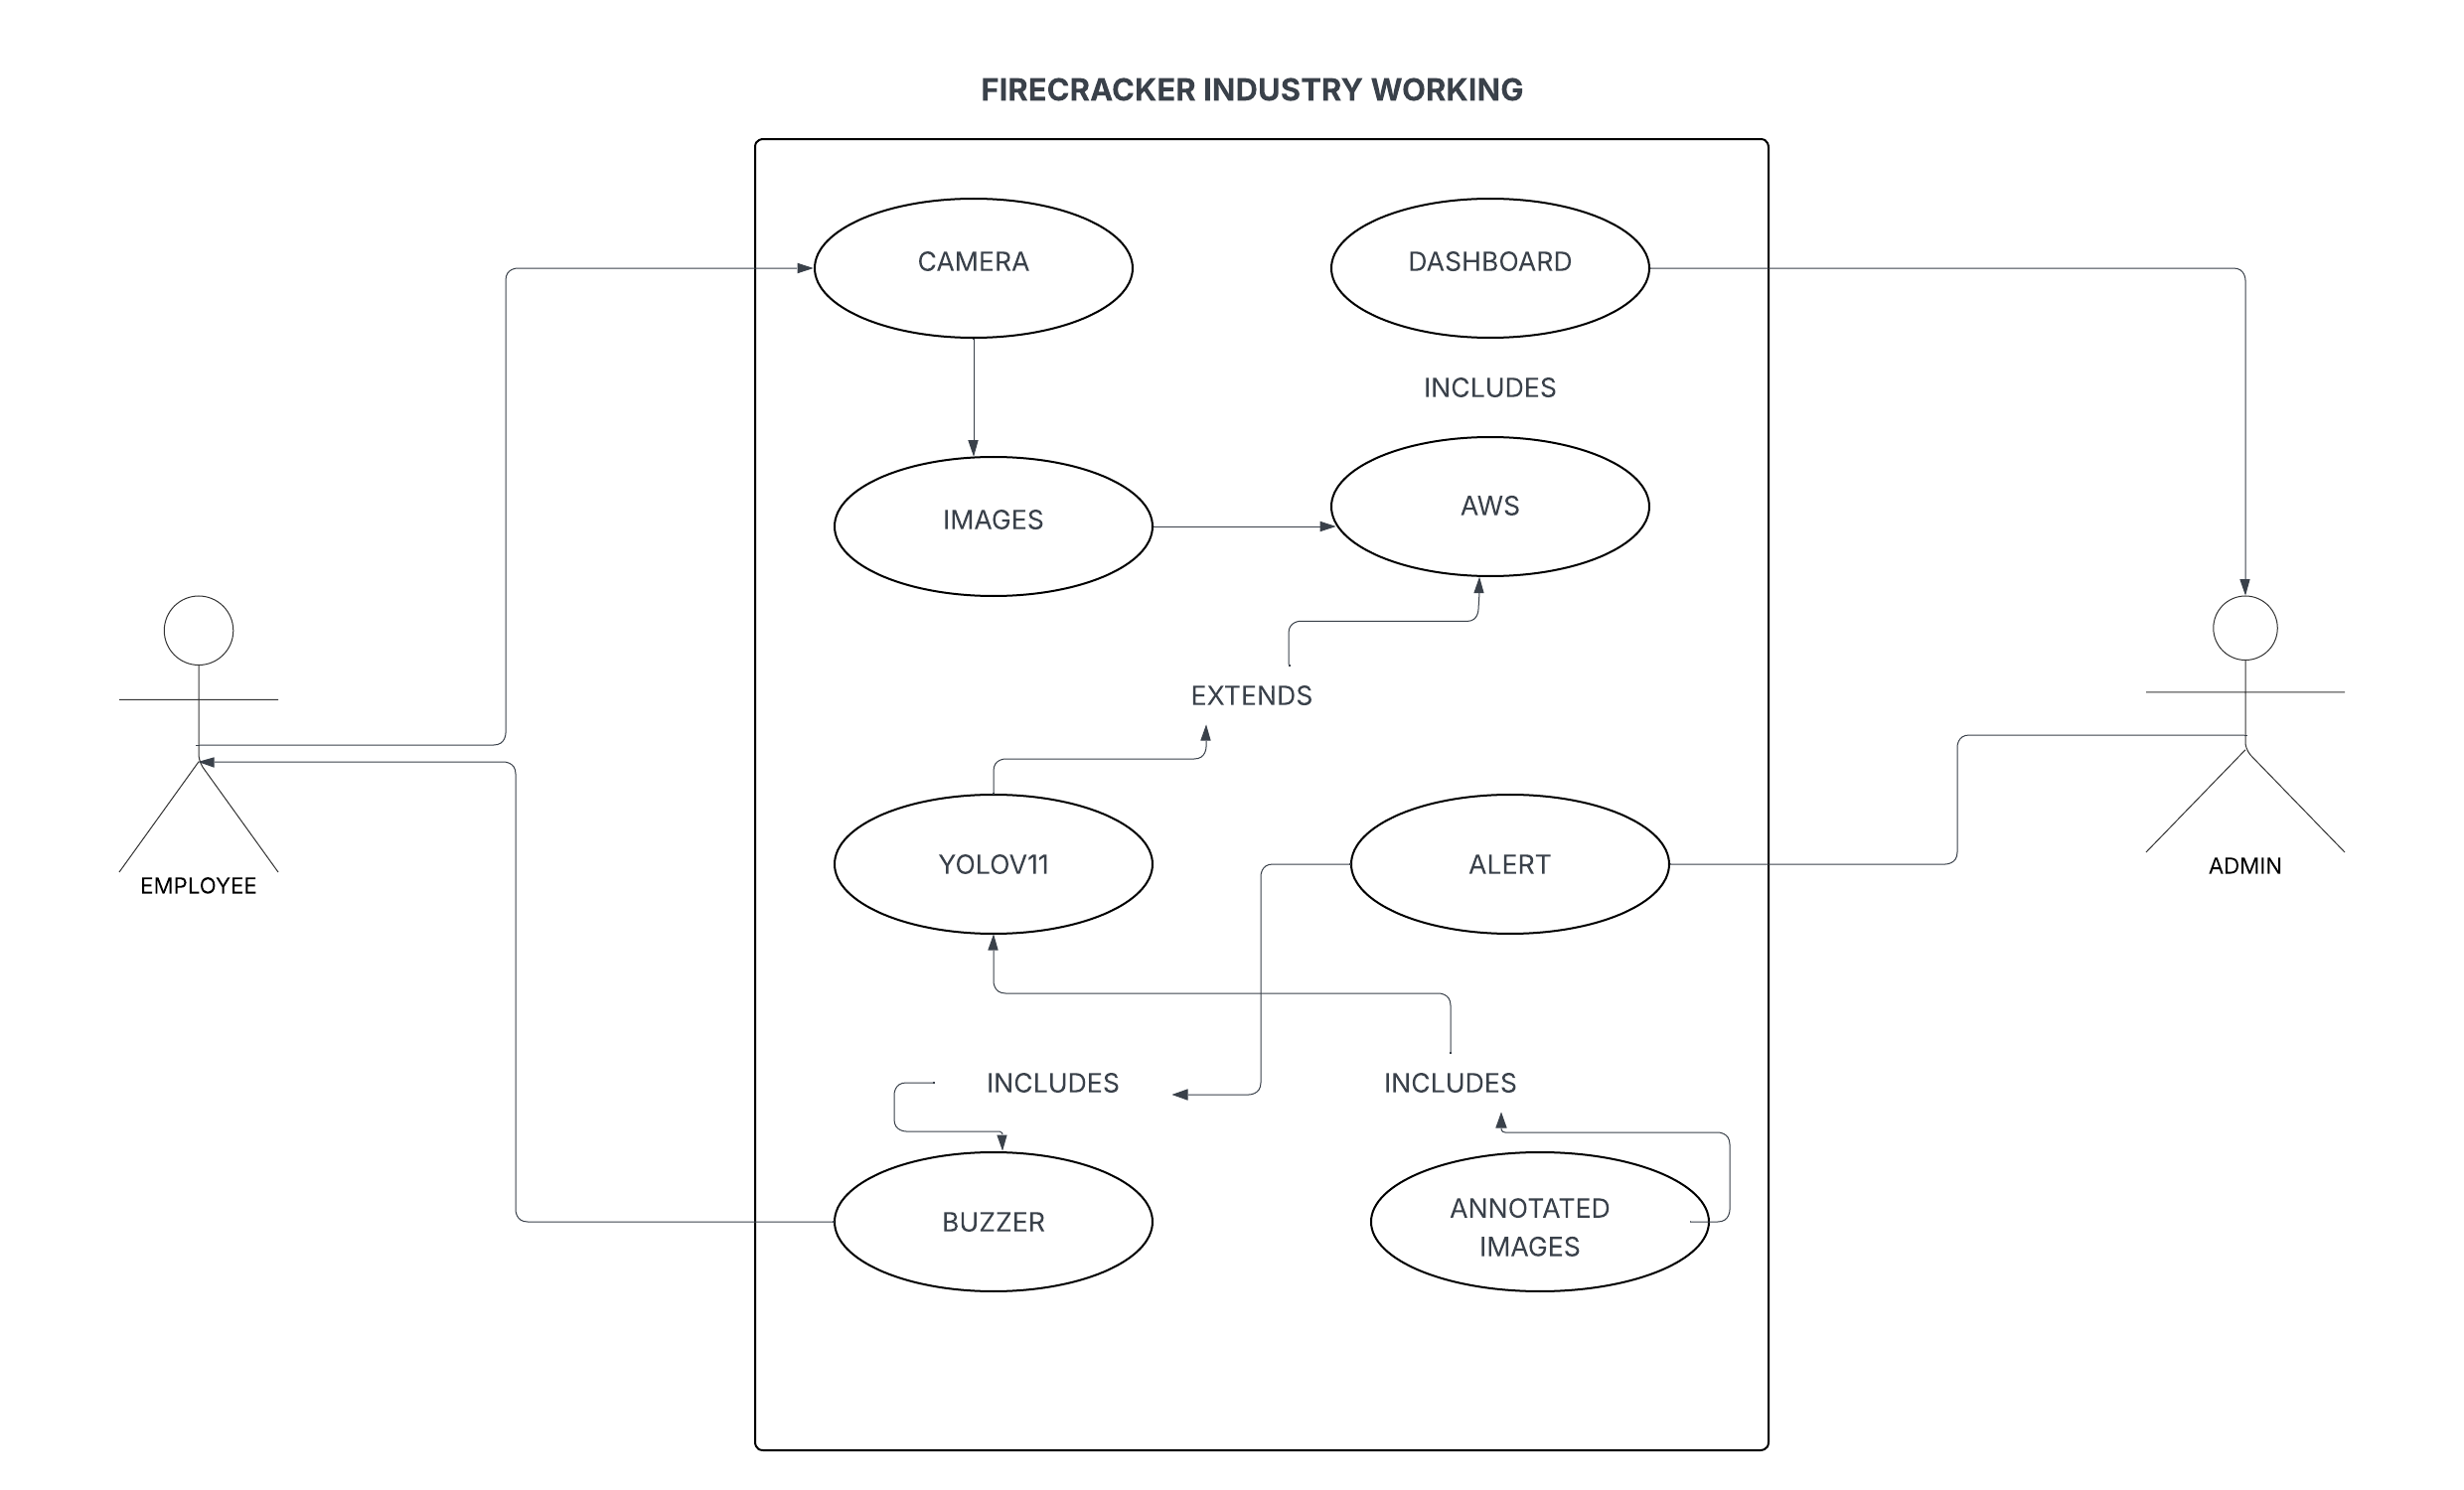 FIRECRACKER INDUSTRY WORKING
CAMERA
DASHBOARD
INCLUDES
IMAGES
AWS
EXTENDS
YOLOV11
ALERT
EMPLOYEE
ADMIN
INCLUDES
INCLUDES
BUZZER
ANNOTATED
IMAGES